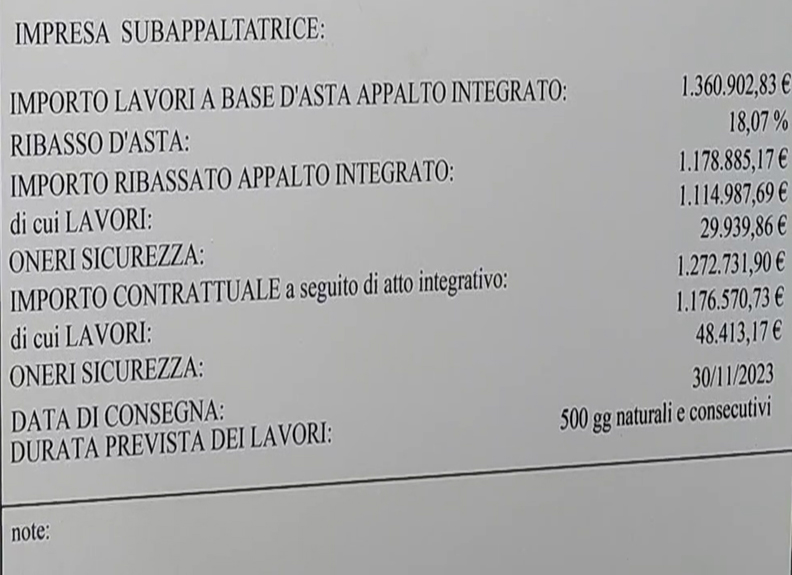 IMPRESA SUBAPPALTATRICE:
IMPORTO LAVORI A BASE D'ASTA APPALTO INTEGRATO: 1.360.902,83 €
RIBASSO D'ASTA: 18,07 %
IMPORTO RIBASSATO APPALTO INTEGRATO: 1.178.885,17 €
di cui LAVORI: 1.114.987,69 €
ONERI SICUREZZA: 29.939,86 €
IMPORTO CONTRATTUALE a seguito di atto integrativo: 1.272.731,90 €
di cui LAVORI: 1.176.570,73 €
ONERI SICUREZZA: 48.413,17 €
DATA DI CONSEGNA: 30/11/2023
DURATA PREVISTA DEI LAVORI: 500 gg naturali e consecutivi
note: